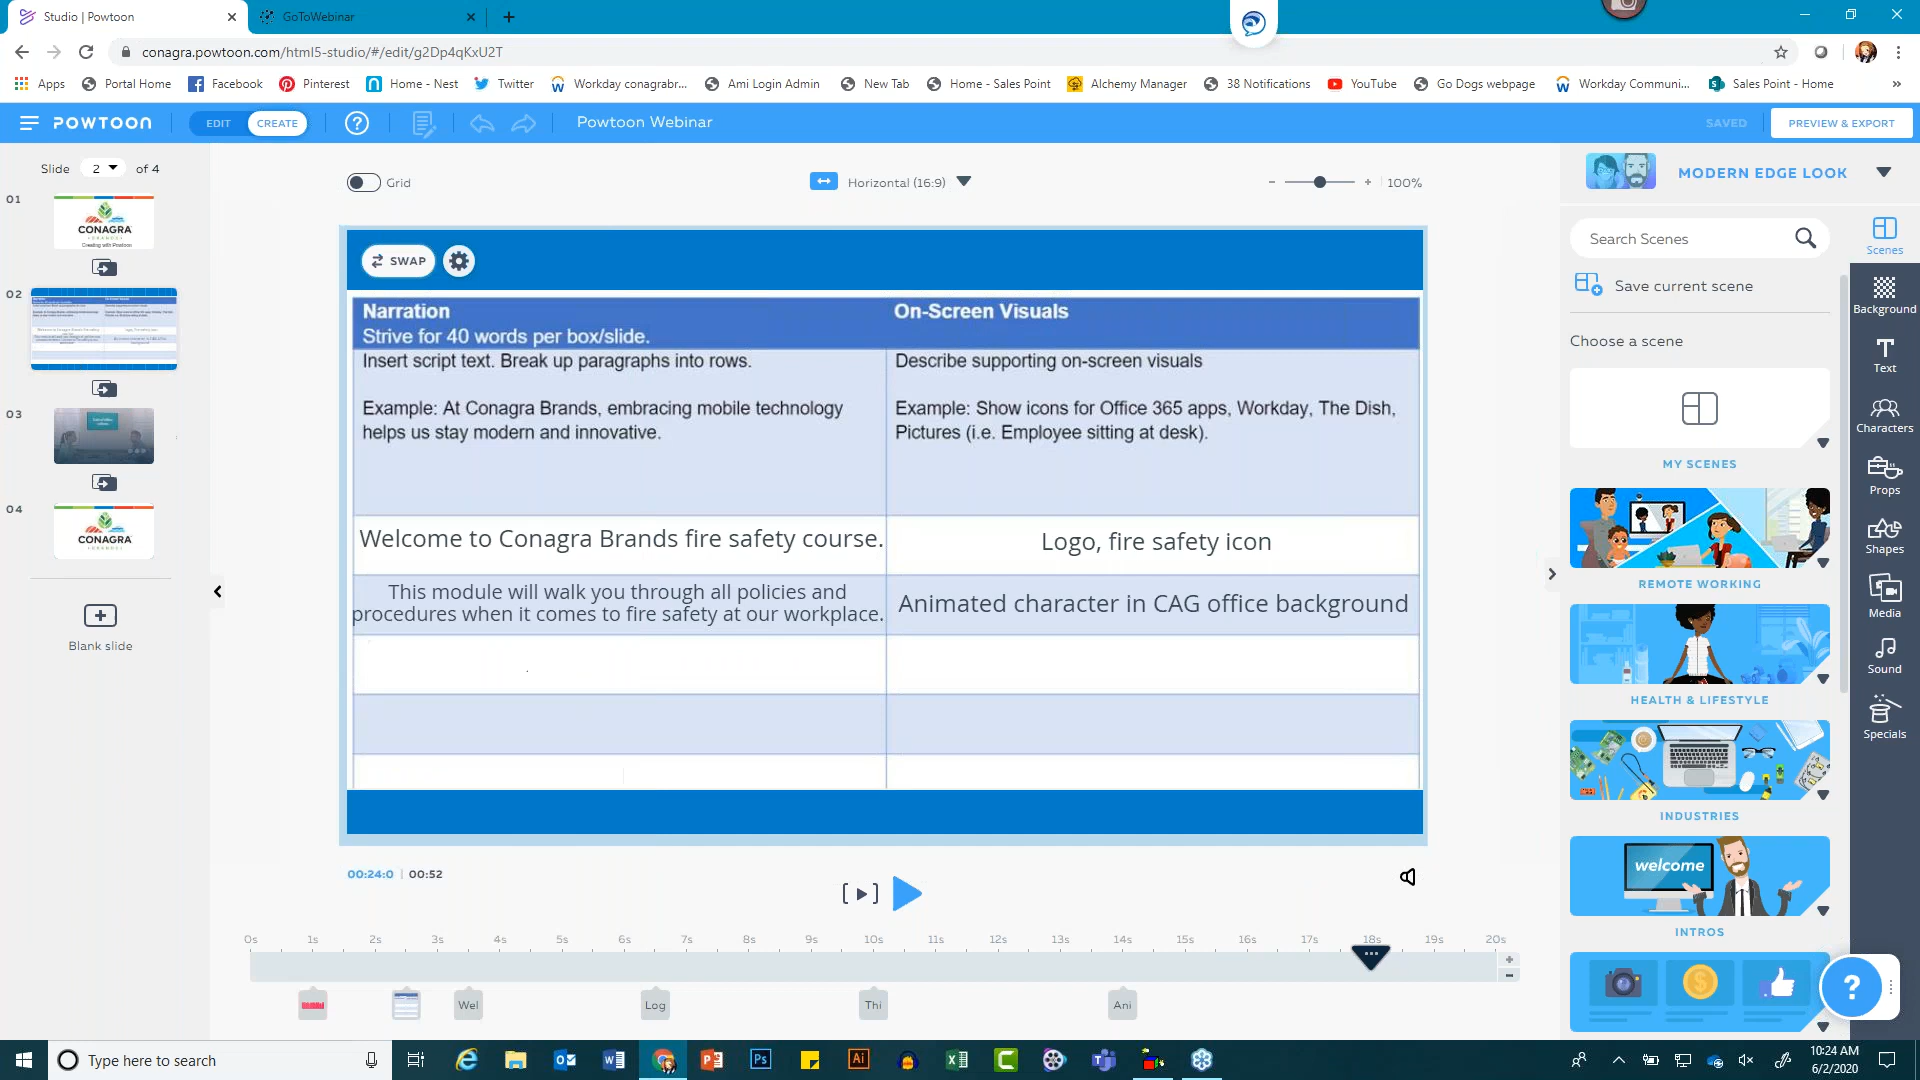 Studio | Powtoon
GoToWebinar
conagra.powtoon.com/html5-studio/#/edit/g2Dp4qKxU2T
Apps Portal Home Facebook Pinterest Home - Nest Twitter Workday conagrabr... Ami Login Admin New Tab Home - Sales Point Alchemy Manager 38 Notifications YouTube Go Dogs webpage Workday Communi... Sales Point - Home »
POWTOON EDIT CREATE ? Powtoon Webinar SAVED PREVIEW & EXPORT
Slide 2 of 4
Grid
Horizontal (16:9)
- + 100%
MODERN EDGE LOOK
01
CONAGRA
BRANDS
Creating with Powtoon
02
03
04
CONAGRA
BRANDS
Blank slide
SWAP
Narration
Strive for 40 words per box/slide.
On-Screen Visuals
Insert script text. Break up paragraphs into rows.
Describe supporting on-screen visuals
Example: At Conagra Brands, embracing mobile technology
helps us stay modern and innovative.
Example: Show icons for Office 365 apps, Workday, The Dish,
Pictures (i.e. Employee sitting at desk).
Welcome to Conagra Brands fire safety course.
Logo, fire safety icon
This module will walk you through all policies and
procedures when it comes to fire safety at our workplace.
Animated character in CAG office background
00:24:0 | 00:52
0s 1s 2s 3s 4s 5s 6s 7s 8s 9s 10s 11s 12s 13s 14s 15s 16s 17s 18s 19s 20s
Wel Log Thi Ani
Search Scenes
Save current scene
Choose a scene
MY SCENES
REMOTE WORKING
HEALTH & LIFESTYLE
INDUSTRIES
welcome
INTROS
Scenes
Background
Text
Characters
Props
Shapes
Media
Sound
Specials
?
Type here to search
10:24 AM
6/2/2020